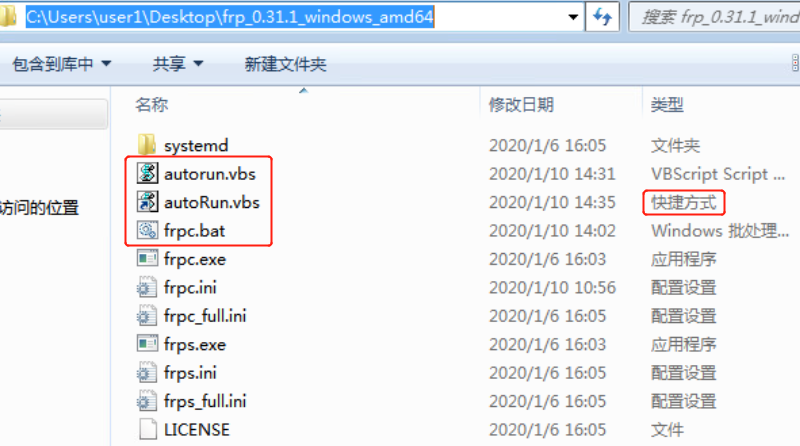 C:\Users\user1\Desktop\frp_0.31.1_windows_amd64 搜索 frp_0.31.1_wind
包含到库中 共享 新建文件夹
名称 修改日期 类型
systemd 2020/1/6 16:05 文件夹
autorun.vbs 2020/1/10 14:31 VBScript Script ...
访问的位置 autoRun.vbs 2020/1/10 14:35 快捷方式
frpc.bat 2020/1/10 14:02 Windows 批处理...
frpc.exe 2020/1/6 16:03 应用程序
frpc.ini 2020/1/10 10:56 配置设置
frpc_full.ini 2020/1/6 16:05 配置设置
frps.exe 2020/1/6 16:03 应用程序
frps.ini 2020/1/6 16:05 配置设置
frps_full.ini 2020/1/6 16:05 配置设置
LICENSE 2020/1/6 16:05 文件